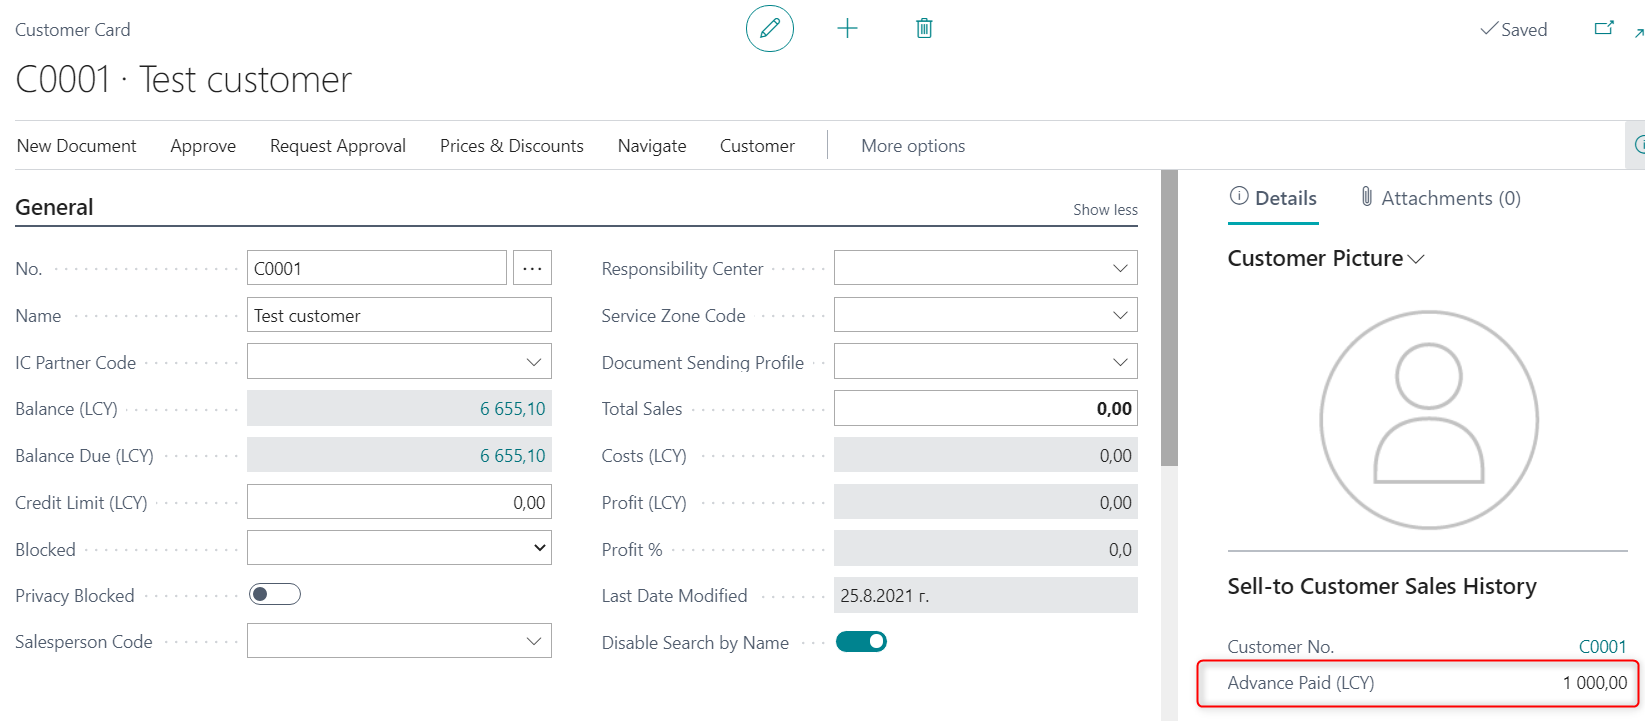 Customer Card
Saved
C0001 · Test customer
New Document Approve Request Approval Prices & Discounts Navigate Customer More options
General
Show less
No. C0001 ...
Name Test customer
IC Partner Code
Balance (LCY) 6 655,10
Balance Due (LCY) 6 655,10
Credit Limit (LCY) 0,00
Blocked
Privacy Blocked
Salesperson Code
Responsibility Center
Service Zone Code
Document Sending Profile
Total Sales 0,00
Costs (LCY) 0,00
Profit (LCY) 0,00
Profit % 0,0
Last Date Modified 25.8.2021 г.
Disable Search by Name
Details Attachments (0)
Customer Picture
Sell-to Customer Sales History
Customer No. C0001
Advance Paid (LCY) 1 000,00